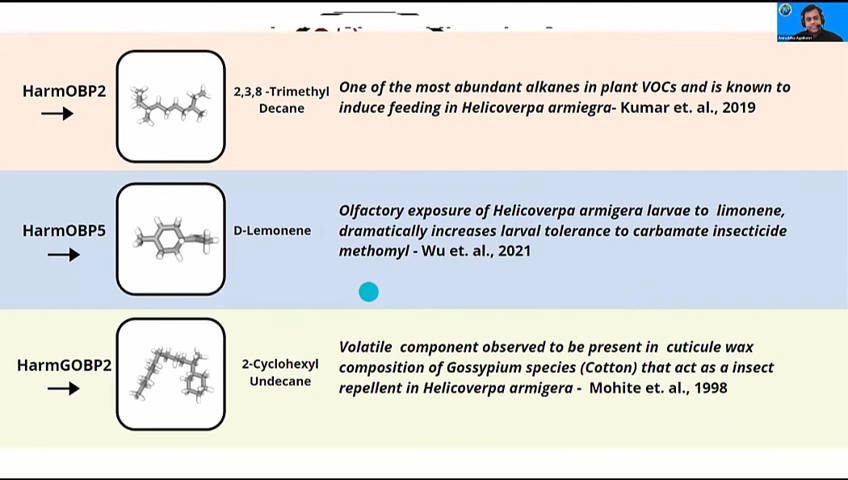 HarmOBP2
2,3,8 -Trimethyl
Decane
One of the most abundant alkanes in plant VOCs and is known to
induce feeding in Helicoverpa armiegra- Kumar et. al., 2019
HarmOBP5
D-Lemonene
Olfactory exposure of Helicoverpa armigera larvae to limonene,
dramatically increases larval tolerance to carbamate insecticide
methomyl - Wu et. al., 2021
HarmGOBP2
2-Cyclohexyl
Undecane
Volatile component observed to be present in cuticule wax
composition of Gossypium species (Cotton) that act as a insect
repellent in Helicoverpa armigera - Mohite et. al., 1998